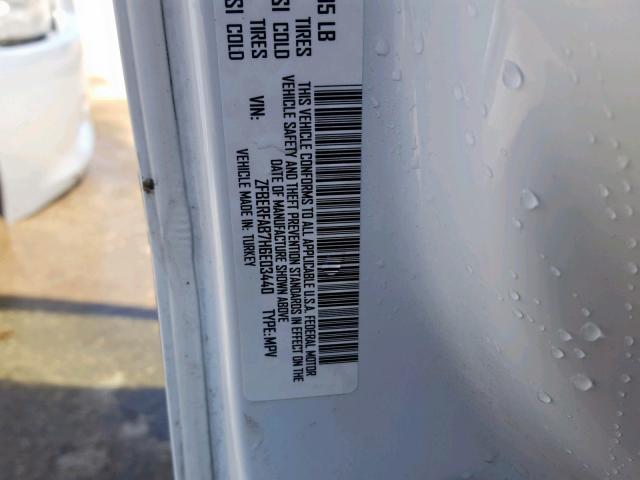 15 LB
TIRES
SI COLD
TIRES
SI COLD
THIS VEHICLE CONFORMS TO ALL APPLICABLE U.S.A. FEDERAL MOTOR
VEHICLE SAFETY AND THEFT PREVENTION STANDARDS IN EFFECT ON THE
DATE OF MANUFACTURE SHOWN ABOVE
VIN: ZFBERFAB7H6E03440 TYPE: MPV
VEHICLE MADE IN: TURKEY